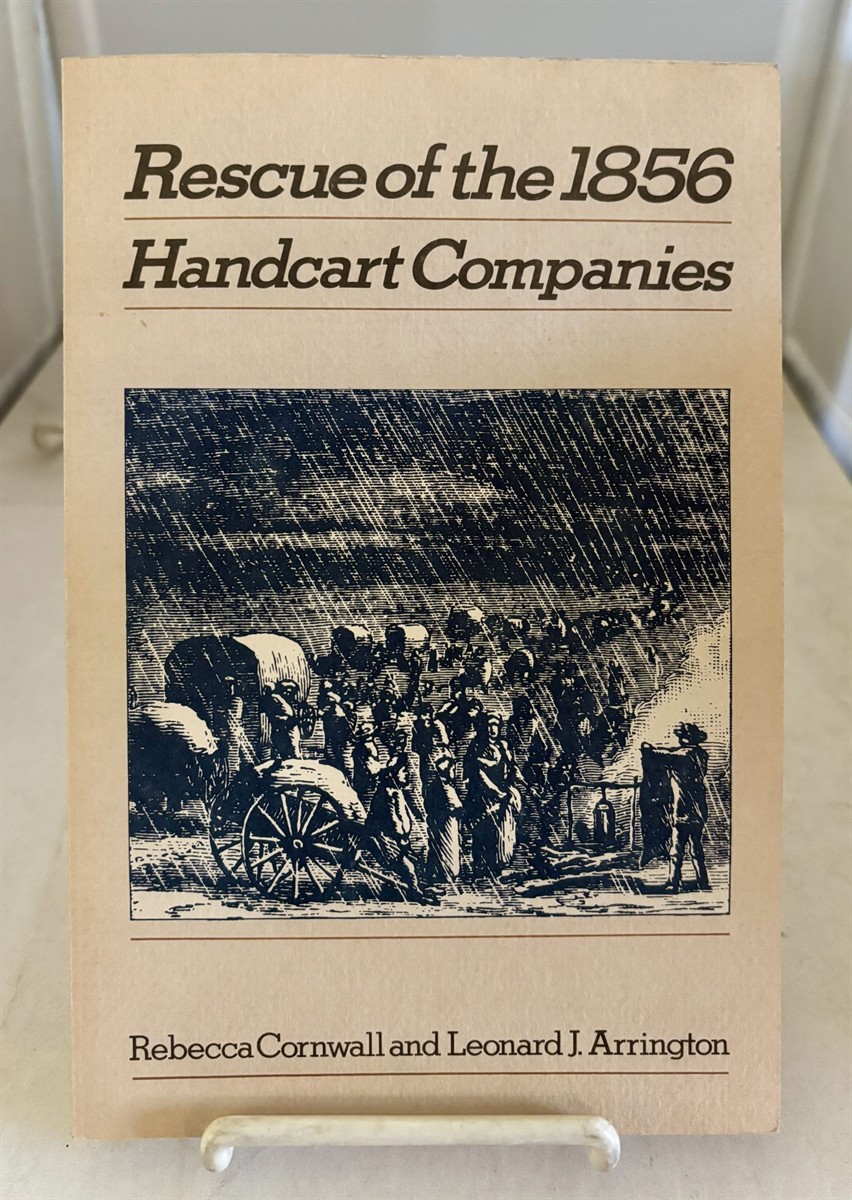 Rescue of the 1856
Handcart Companies
Rebecca Cornwall and Leonard J. Arrington